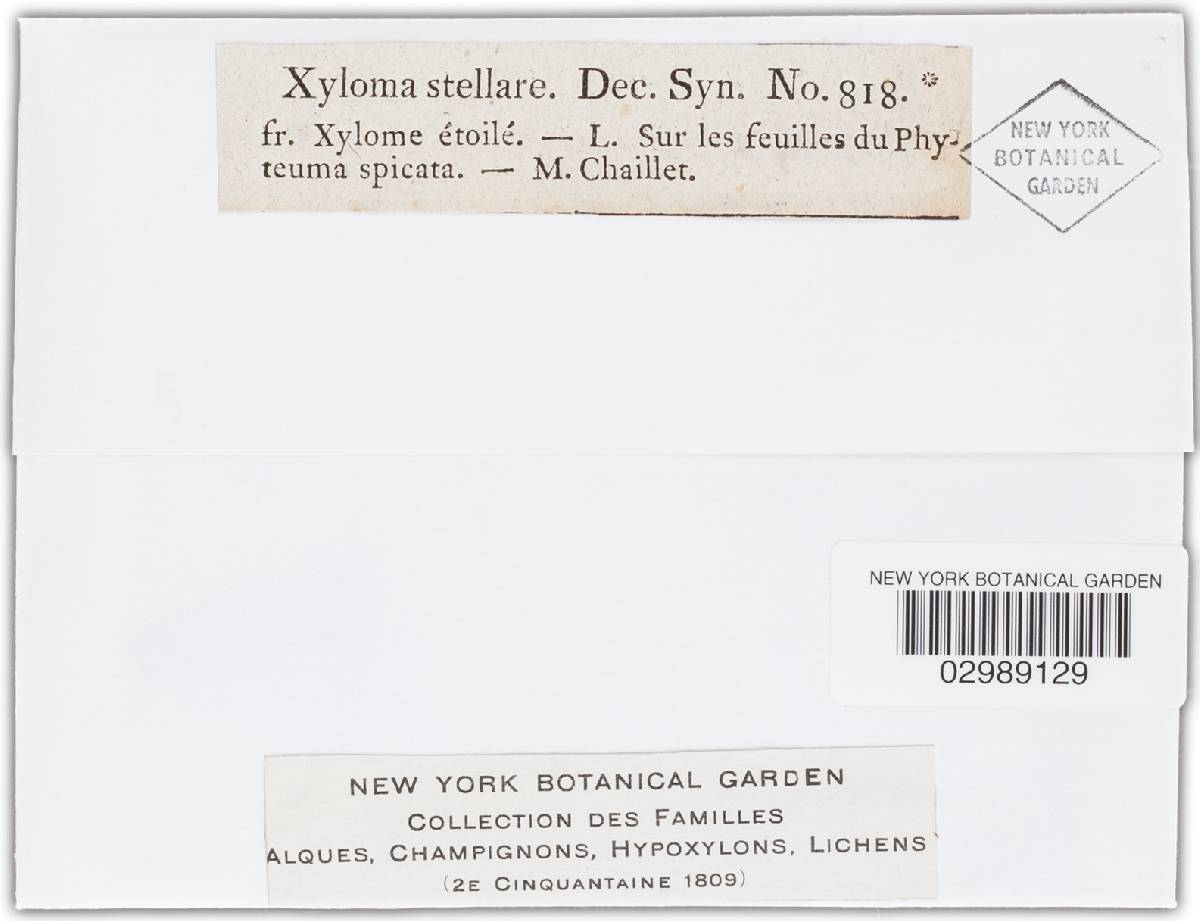 Xyloma stellare. Dec. Syn. No. 818. *
fr. Xylome étoilé. — L. Sur les feuilles du Phy-
teuma spicata. — M. Chaillet.
NEW YORK
BOTANICAL
GARDEN
NEW YORK BOTANICAL GARDEN
02989129
NEW YORK BOTANICAL GARDEN
COLLECTION DES FAMILLES
ALQUES, CHAMPIGNONS, HYPOXYLONS, LICHENS
(2E CINQUANTAINE 1809)